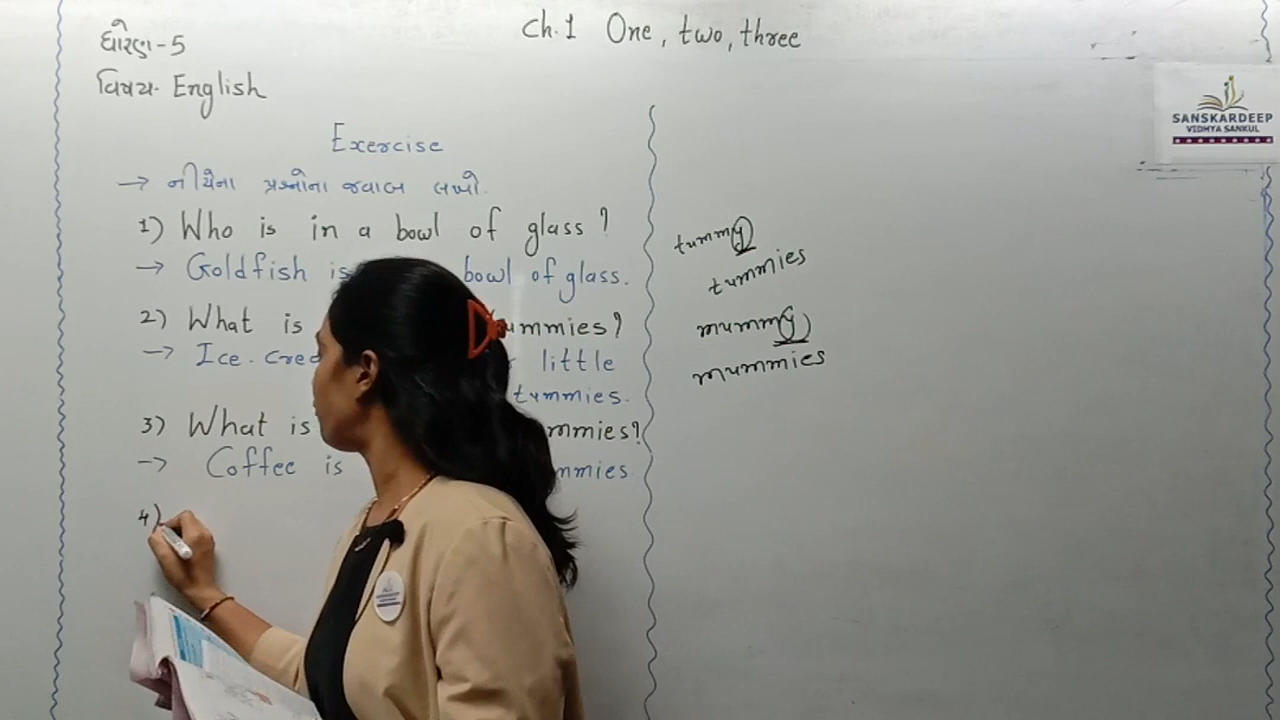 ધોરણ-5
વિષય- English
Ch.1 One, two, three
SANSKARDEEP
VIDHYA SANKUL
Exercise
→ નીચેના પ્રશ્નોના જવાબ લખો.
1) Who is in a bowl of glass?
→ Goldfish is bowl of glass.
2) What is ummies?
→ Ice-crea little
tummies.
3) What is mmies?
→ Coffee is mmies
4)
tummy
tummies
mummy
mummies